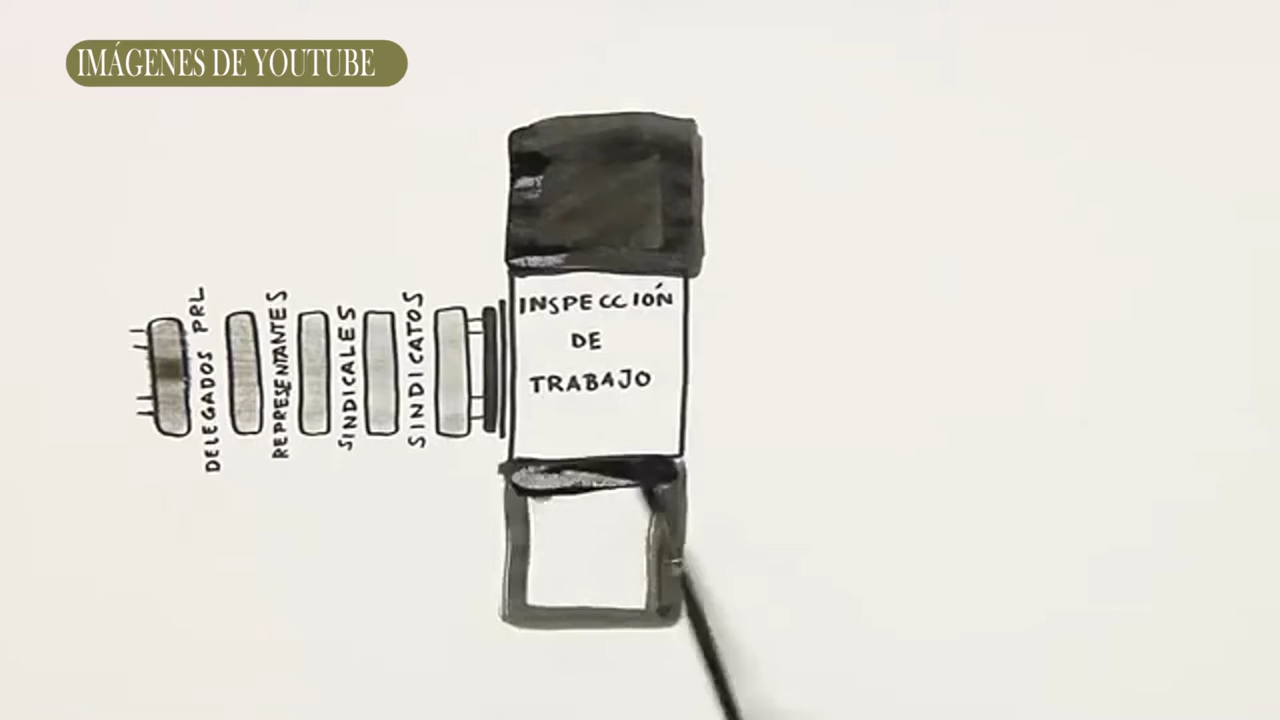 IMÁGENES DE YOUTUBE
DELEGADOS PRL
REPRESENTANTES
SINDICALES
SINDICATOS
INSPECCIÓN
DE
TRABAJO